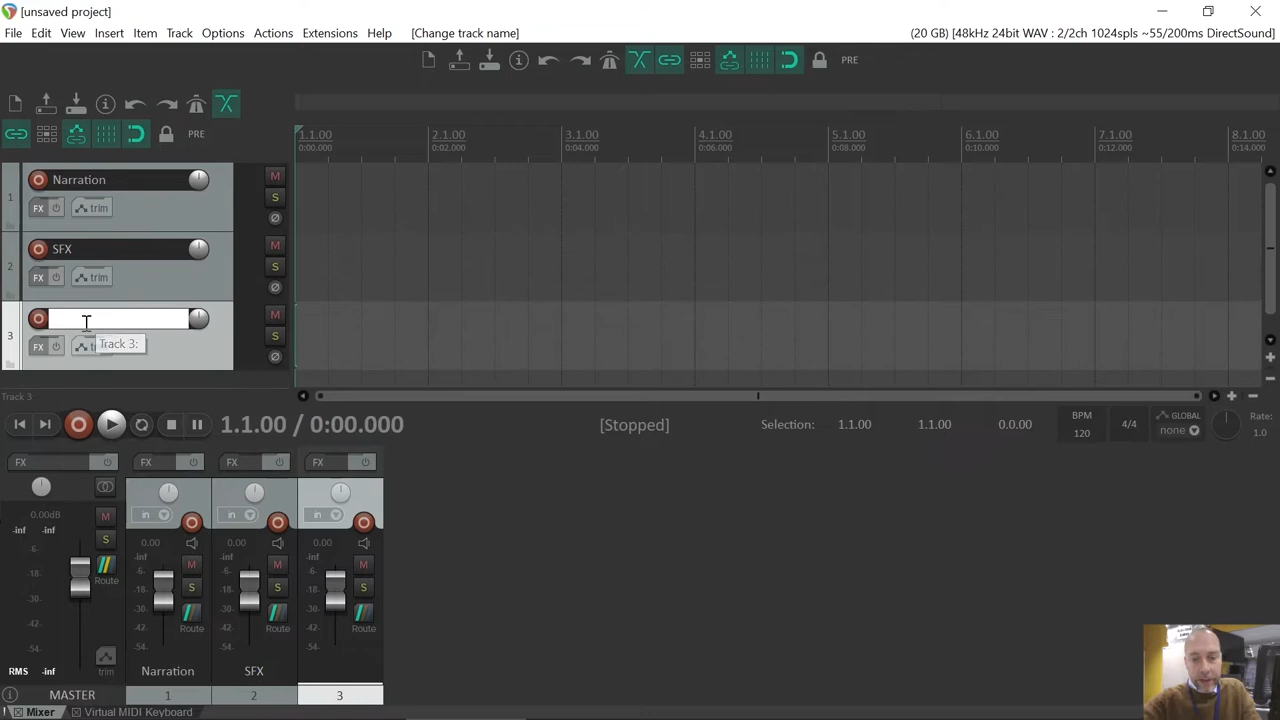 [unsaved project]
File Edit View Insert Item Track Options Actions Extensions Help [Change track name] (20 GB) [48kHz 24bit WAV : 2/2ch 1024spls ~55/200ms DirectSound]
PRE
PRE
1.1.00 2.1.00 3.1.00 4.1.00 5.1.00 6.1.00 7.1.00 8.1.00
0:00.000 0:02.000 0:04.000 0:06.000 0:08.000 0:10.000 0:12.000 0:14.000
1 Narration M
FX trim S
2 SFX M
FX trim S
3 M
Track 3:
FX S
Track 3
1.1.00 / 0:00.000 [Stopped] Selection: 1.1.00 1.1.00 0.0.00 BPM 120 4/4 GLOBAL none Rate: 1.0
FX FX FX FX
in in in
0.00dB 0.00 0.00 0.00
-inf -inf -inf -inf -inf
M M M M
S S S S
-6- -6- -6- -6-
-18- -18- -18- -18-
-30- -30- -30- -30-
-42- -42- -42- -42-
-54- -54- -54- -54-
Route Route Route Route
RMS -inf trim Narration SFX
MASTER 1 2 3
Mixer Virtual MIDI Keyboard